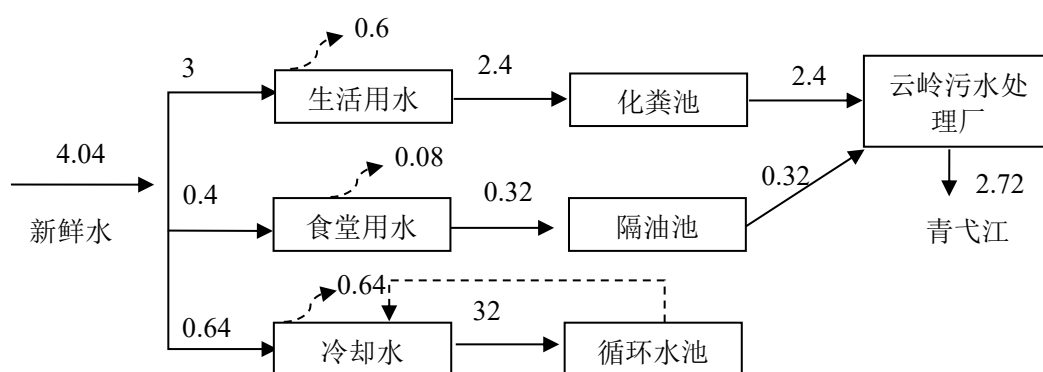 0.6
3
生活用水
2.4
化粪池
2.4
云岭污水处
理厂
4.04
新鲜水
0.4
0.08
食堂用水
0.32
隔油池
0.32
2.72
青弋江
0.64
0.64
冷却水
32
循环水池